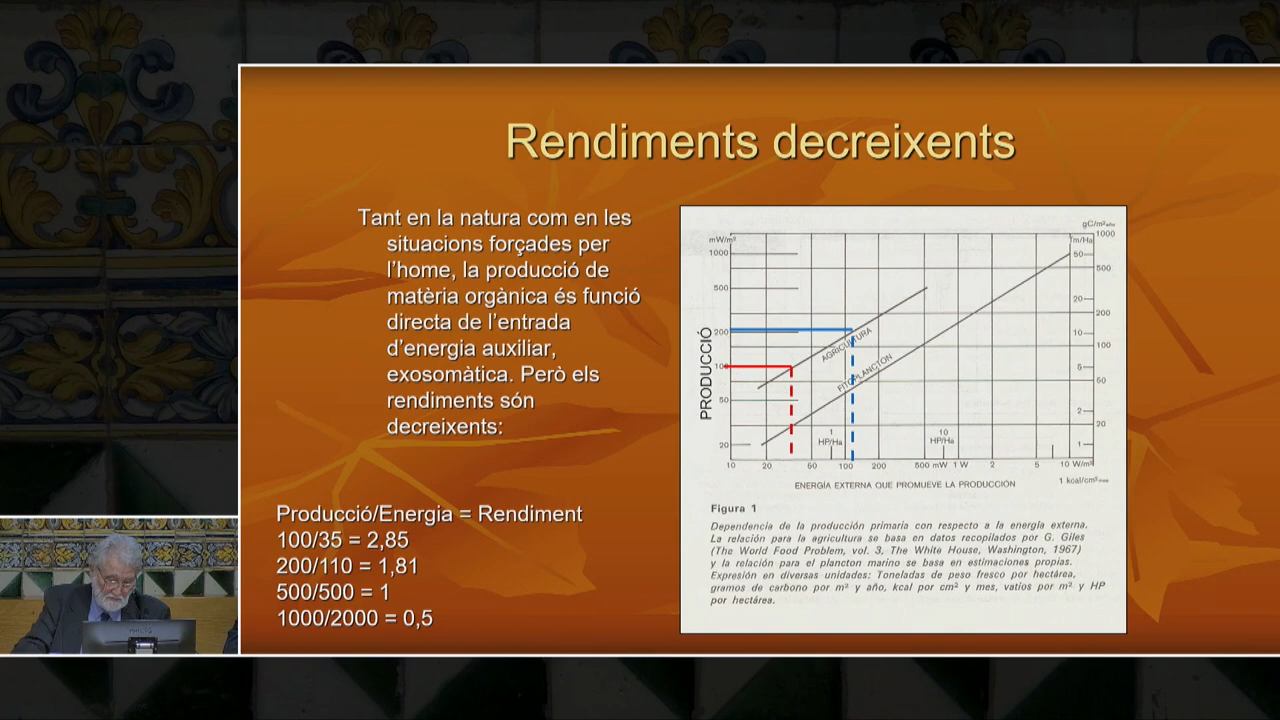 Rendiments decreixents
Tant en la natura com en les
situacions forçades per
l'home, la producció de
matèria orgànica és funció
directa de l'entrada
d'energia auxiliar,
exosomàtica. Però els
rendiments són
decreixents:
Producció/Energia = Rendiment
100/35 = 2,85
200/110 = 1,81
500/500 = 1
1000/2000 = 0,5
PRODUCCIÓ
mW/m²
1000
500
200
50
20
AGRICULTURA
FITOPLANCTON
1
HP/Ha
10
HP/Ha
10 20 50 100 200 500 mW 1 W 2 5 10 W/m²
Tm/Ha
50
20
10
5
2
1
1000
500
200
100
50
20
ENERGÍA EXTERNA QUE PROMUEVE LA PRODUCCIÓN
Figura 1
Dependencia de la producción primaria con respecto a la energía externa.
La relación para la agricultura se basa en datos recopilados por G. Giles
(The World Food Problem, vol. 3, The White House, Washington, 1967)
y la relación para el plancton marino se basa en estimaciones propias.
Expresión en diversas unidades: Toneladas de peso fresco por hectárea,
gramos de carbono por m² y año, kcal por cm² y mes, vatios por m² y HP
por hectárea.